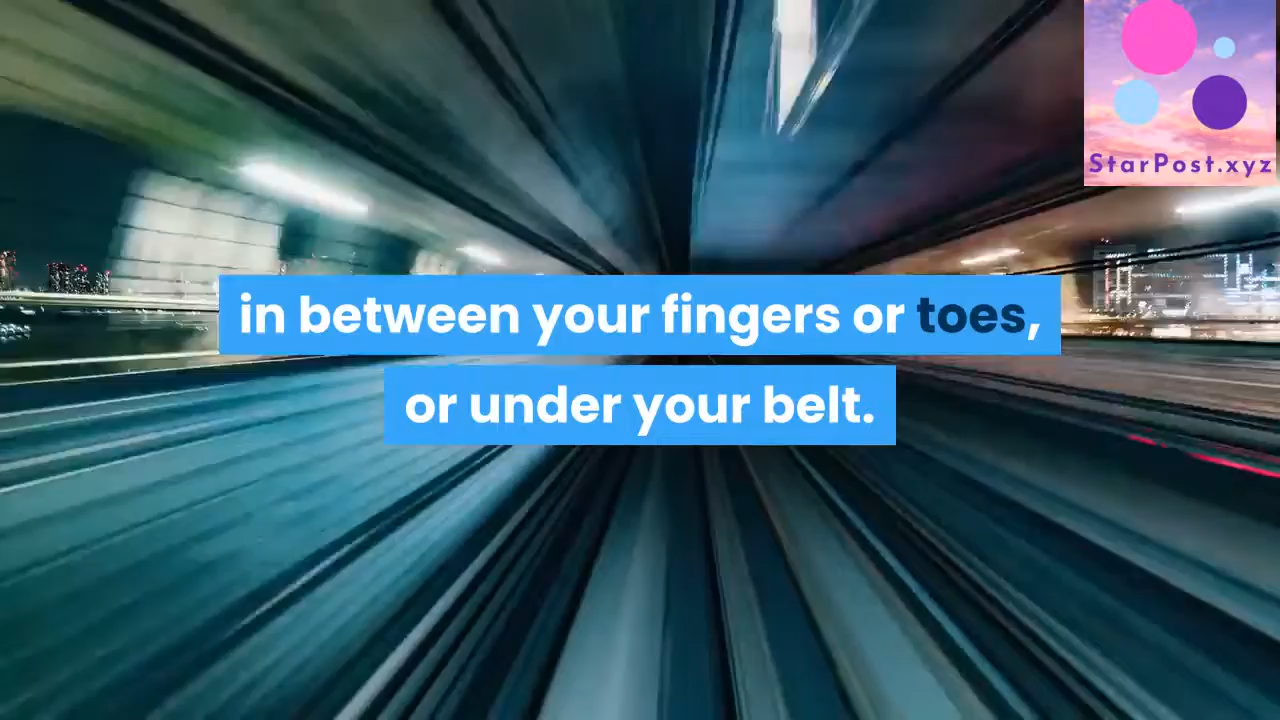 StarPost.xyz
in between your fingers or toes,
or under your belt.